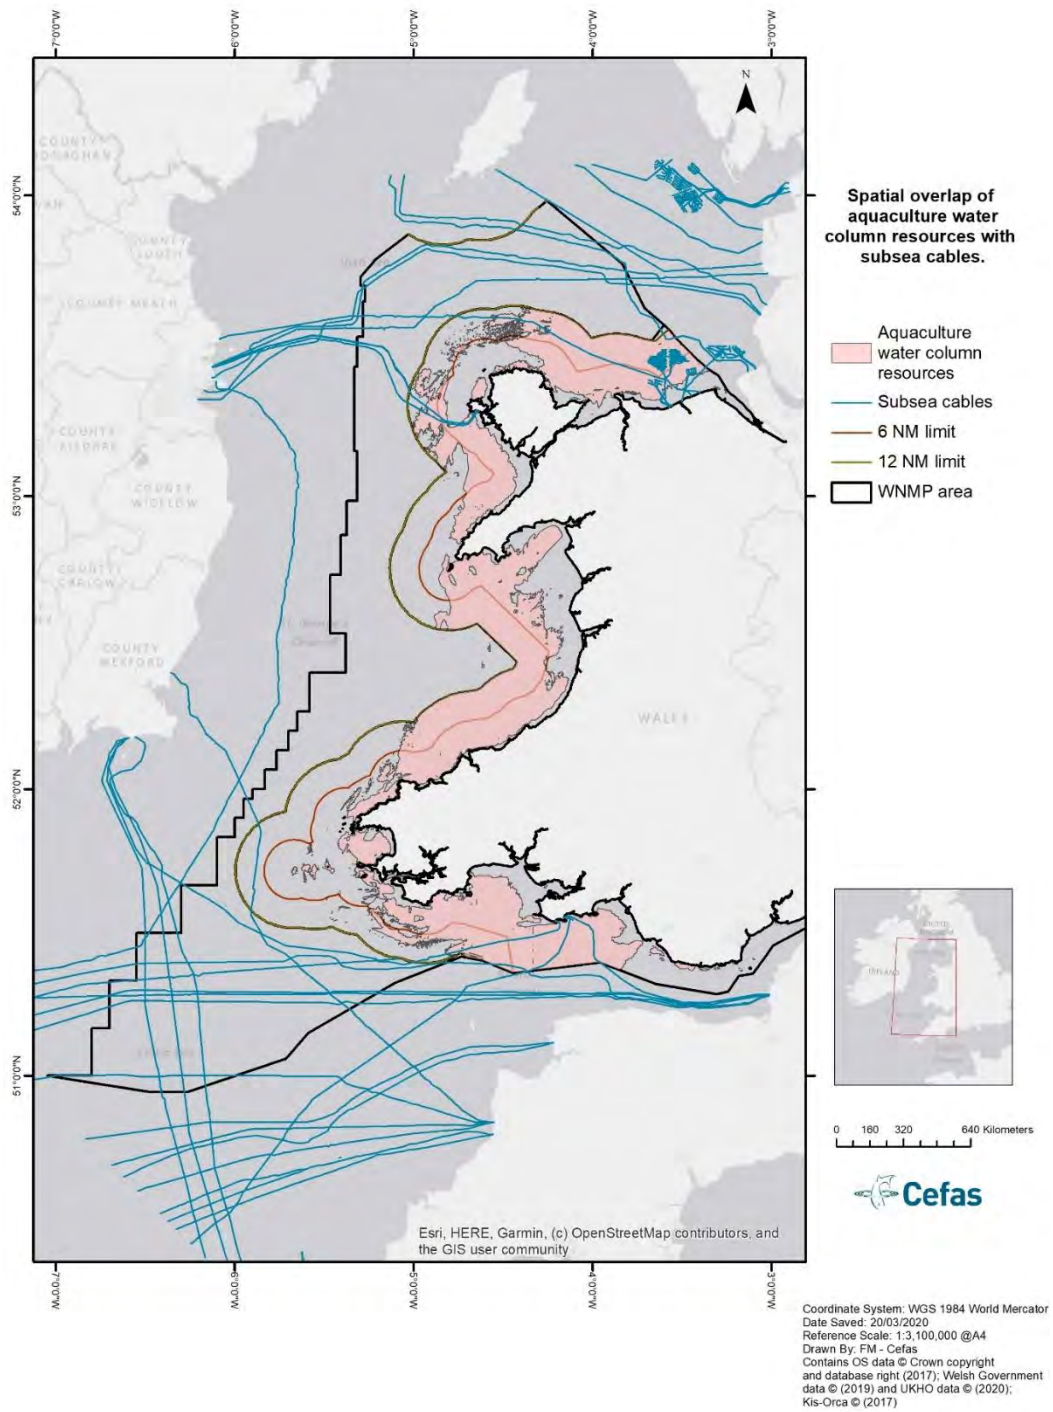 7°0'0"W
6°0'0"W
5°0'0"W
4°0'0"W
3°0'0"W
N
54°0'0"N
54°0'0"N
53°0'0"N
52°0'0"N
51°0'0"N
COUNTY
COUNTY
SOUTH
COUNTY MEATH
COUNTY
KILDARE
COUNTY
WICKLOW
COUNTY
CARLOW
COUNTY
WEXFORD
WALES
Spatial overlap of
aquaculture water
column resources with
subsea cables.
Aquaculture
water column
resources
Subsea cables
6 NM limit
12 NM limit
WNMP area
IRELAND
0 160 320 640 Kilometers
Cefas
Esri, HERE, Garmin, (c) OpenStreetMap contributors, and
the GIS user community
7°0'0"W
6°0'0"W
5°0'0"W
4°0'0"W
3°0'0"W
Coordinate System: WGS 1984 World Mercator
Date Saved: 20/03/2020
Reference Scale: 1:3,100,000 @A4
Drawn By: FM - Cefas
Contains OS data © Crown copyright
and database right (2017); Welsh Government
data © (2019) and UKHO data © (2020);
Kis-Orca © (2017)